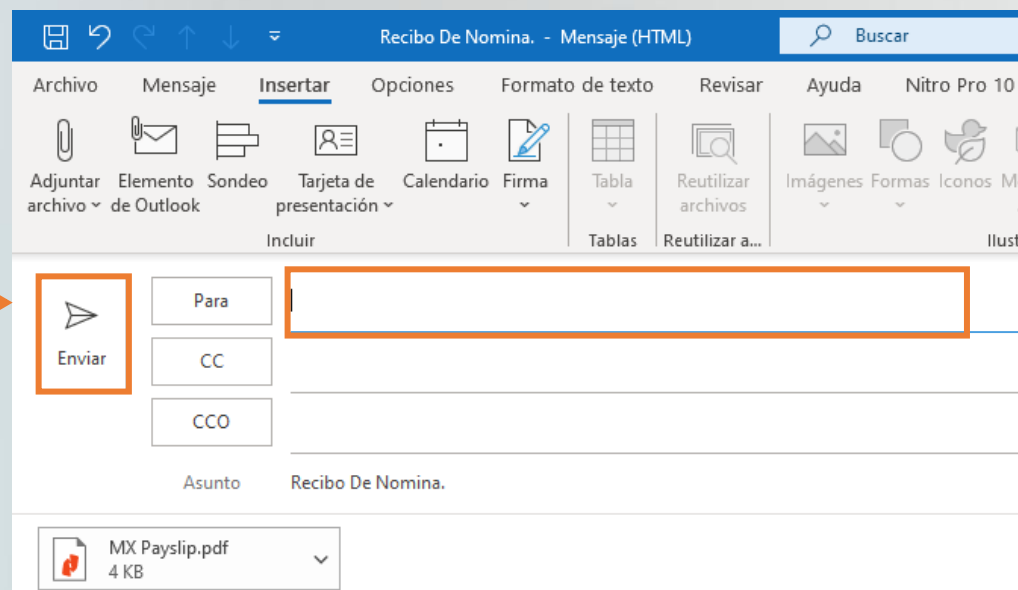 Recibo De Nomina. - Mensaje (HTML)
Buscar
Archivo Mensaje Insertar Opciones Formato de texto Revisar Ayuda Nitro Pro 10
Adjuntar archivo
Elemento de Outlook
Sondeo
Tarjeta de presentación
Calendario
Firma
Tabla
Reutilizar archivos
Imágenes
Formas
Iconos
Incluir
Tablas
Reutilizar a...
Enviar
Para
CC
CCO
Asunto Recibo De Nomina.
MX Payslip.pdf
4 KB